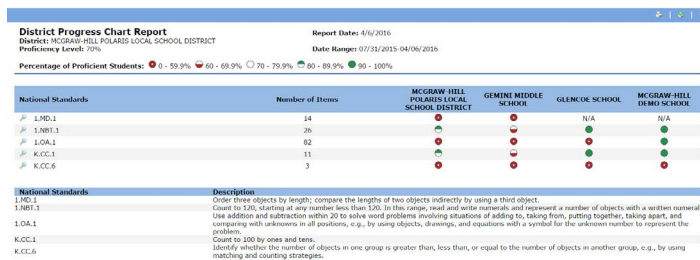 District Progress Chart Report
Report Date: 4/6/2016
District: MCGRAW-HILL POLARIS LOCAL SCHOOL DISTRICT
Proficiency Level: 70%
Date Range: 07/31/2015-04/06/2016
Percentage of Proficient Students: 0 - 59.9% 60 - 69.9% 70 - 79.9% 80 - 89.9% 90 - 100%
National Standards Number of Items MCGRAW-HILL POLARIS LOCAL SCHOOL DISTRICT GEMINI MIDDLE SCHOOL GLENCOE SCHOOL MCGRAW-HILL DEMO SCHOOL
1.MD.1 14 N/A N/A
1.NBT.1 26
1.OA.1 82
K.CC.1 11
K.CC.6 3
National Standards Description
1.MD.1 Order three objects by length; compare the lengths of two objects indirectly by using a third object.
1.NBT.1 Count to 120, starting at any number less than 120. In this range, read and write numerals and represent a number of objects with a written numeral.
1.OA.1 Use addition and subtraction within 20 to solve word problems involving situations of adding to, taking from, putting together, taking apart, and
comparing with unknowns in all positions, e.g., by using objects, drawings, and equations with a symbol for the unknown number to represent the
problem.
K.CC.1 Count to 100 by ones and tens.
K.CC.6 Identify whether the number of objects in one group is greater than, less than, or equal to the number of objects in another group, e.g., by using
matching and counting strategies.